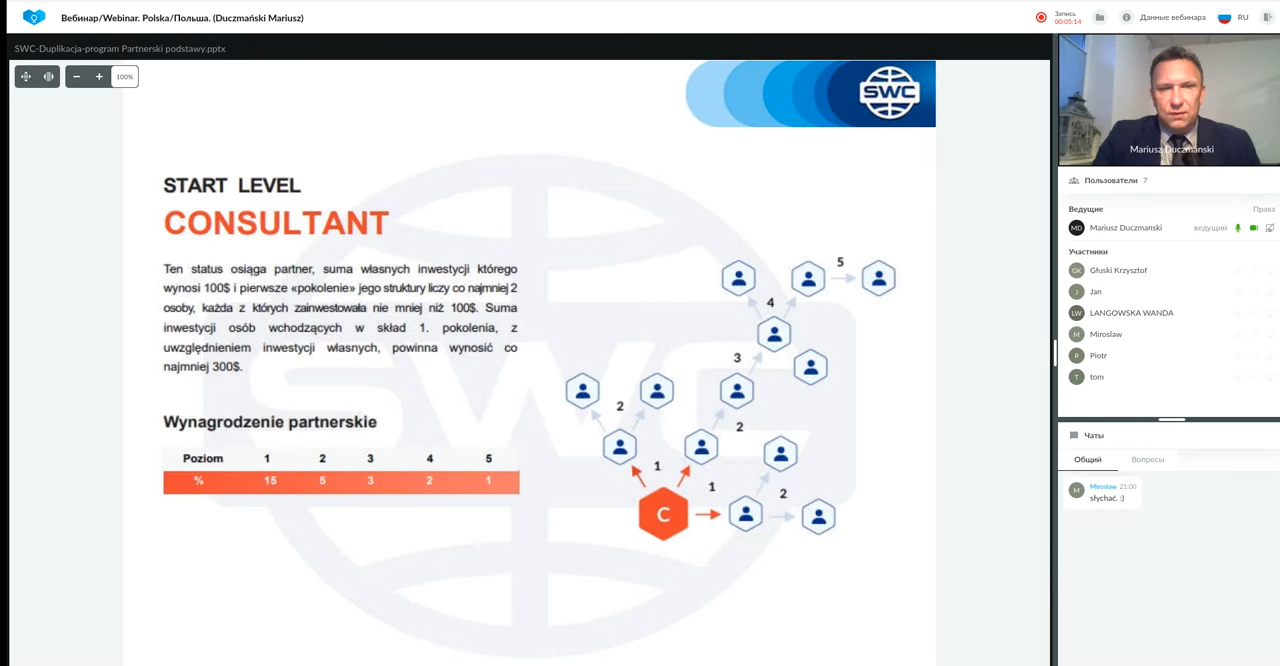 Вебинар/Webinar. Polska/Польша. (Duczmański Mariusz)
Запись
00:05:14
Данные вебинара
RU
SWC-Duplikacja-program Partnerski podstawy.pptx
100%
SWC
START LEVEL
CONSULTANT
Ten status osiąga partner, suma własnych inwestycji którego
wynosi 100$ i pierwsze «pokolenie» jego struktury liczy co najmniej 2
osoby, każda z których zainwestowała nie mniej niż 100$. Suma
inwestycji osób wchodzących w skład 1. pokolenia, z
uwzględnieniem inwestycji własnych, powinna wynosić co
najmniej 300$.
Wynagrodzenie partnerskie
Poziom 1 2 3 4 5
% 15 5 3 2 1
5
4
3
2
2
1
1
2
C
SWC
Mariusz Duczmanski
Пользователи 7
Ведущие Права
MD Mariusz Duczmanski ведущий
Участники
GK Głuski Krzysztof
J Jan
LW LANGOWSKA WANDA
M Miroslaw
P Piotr
T tom
Чаты
Общий Вопросы
M Miroslaw 21:00
słychać. :)